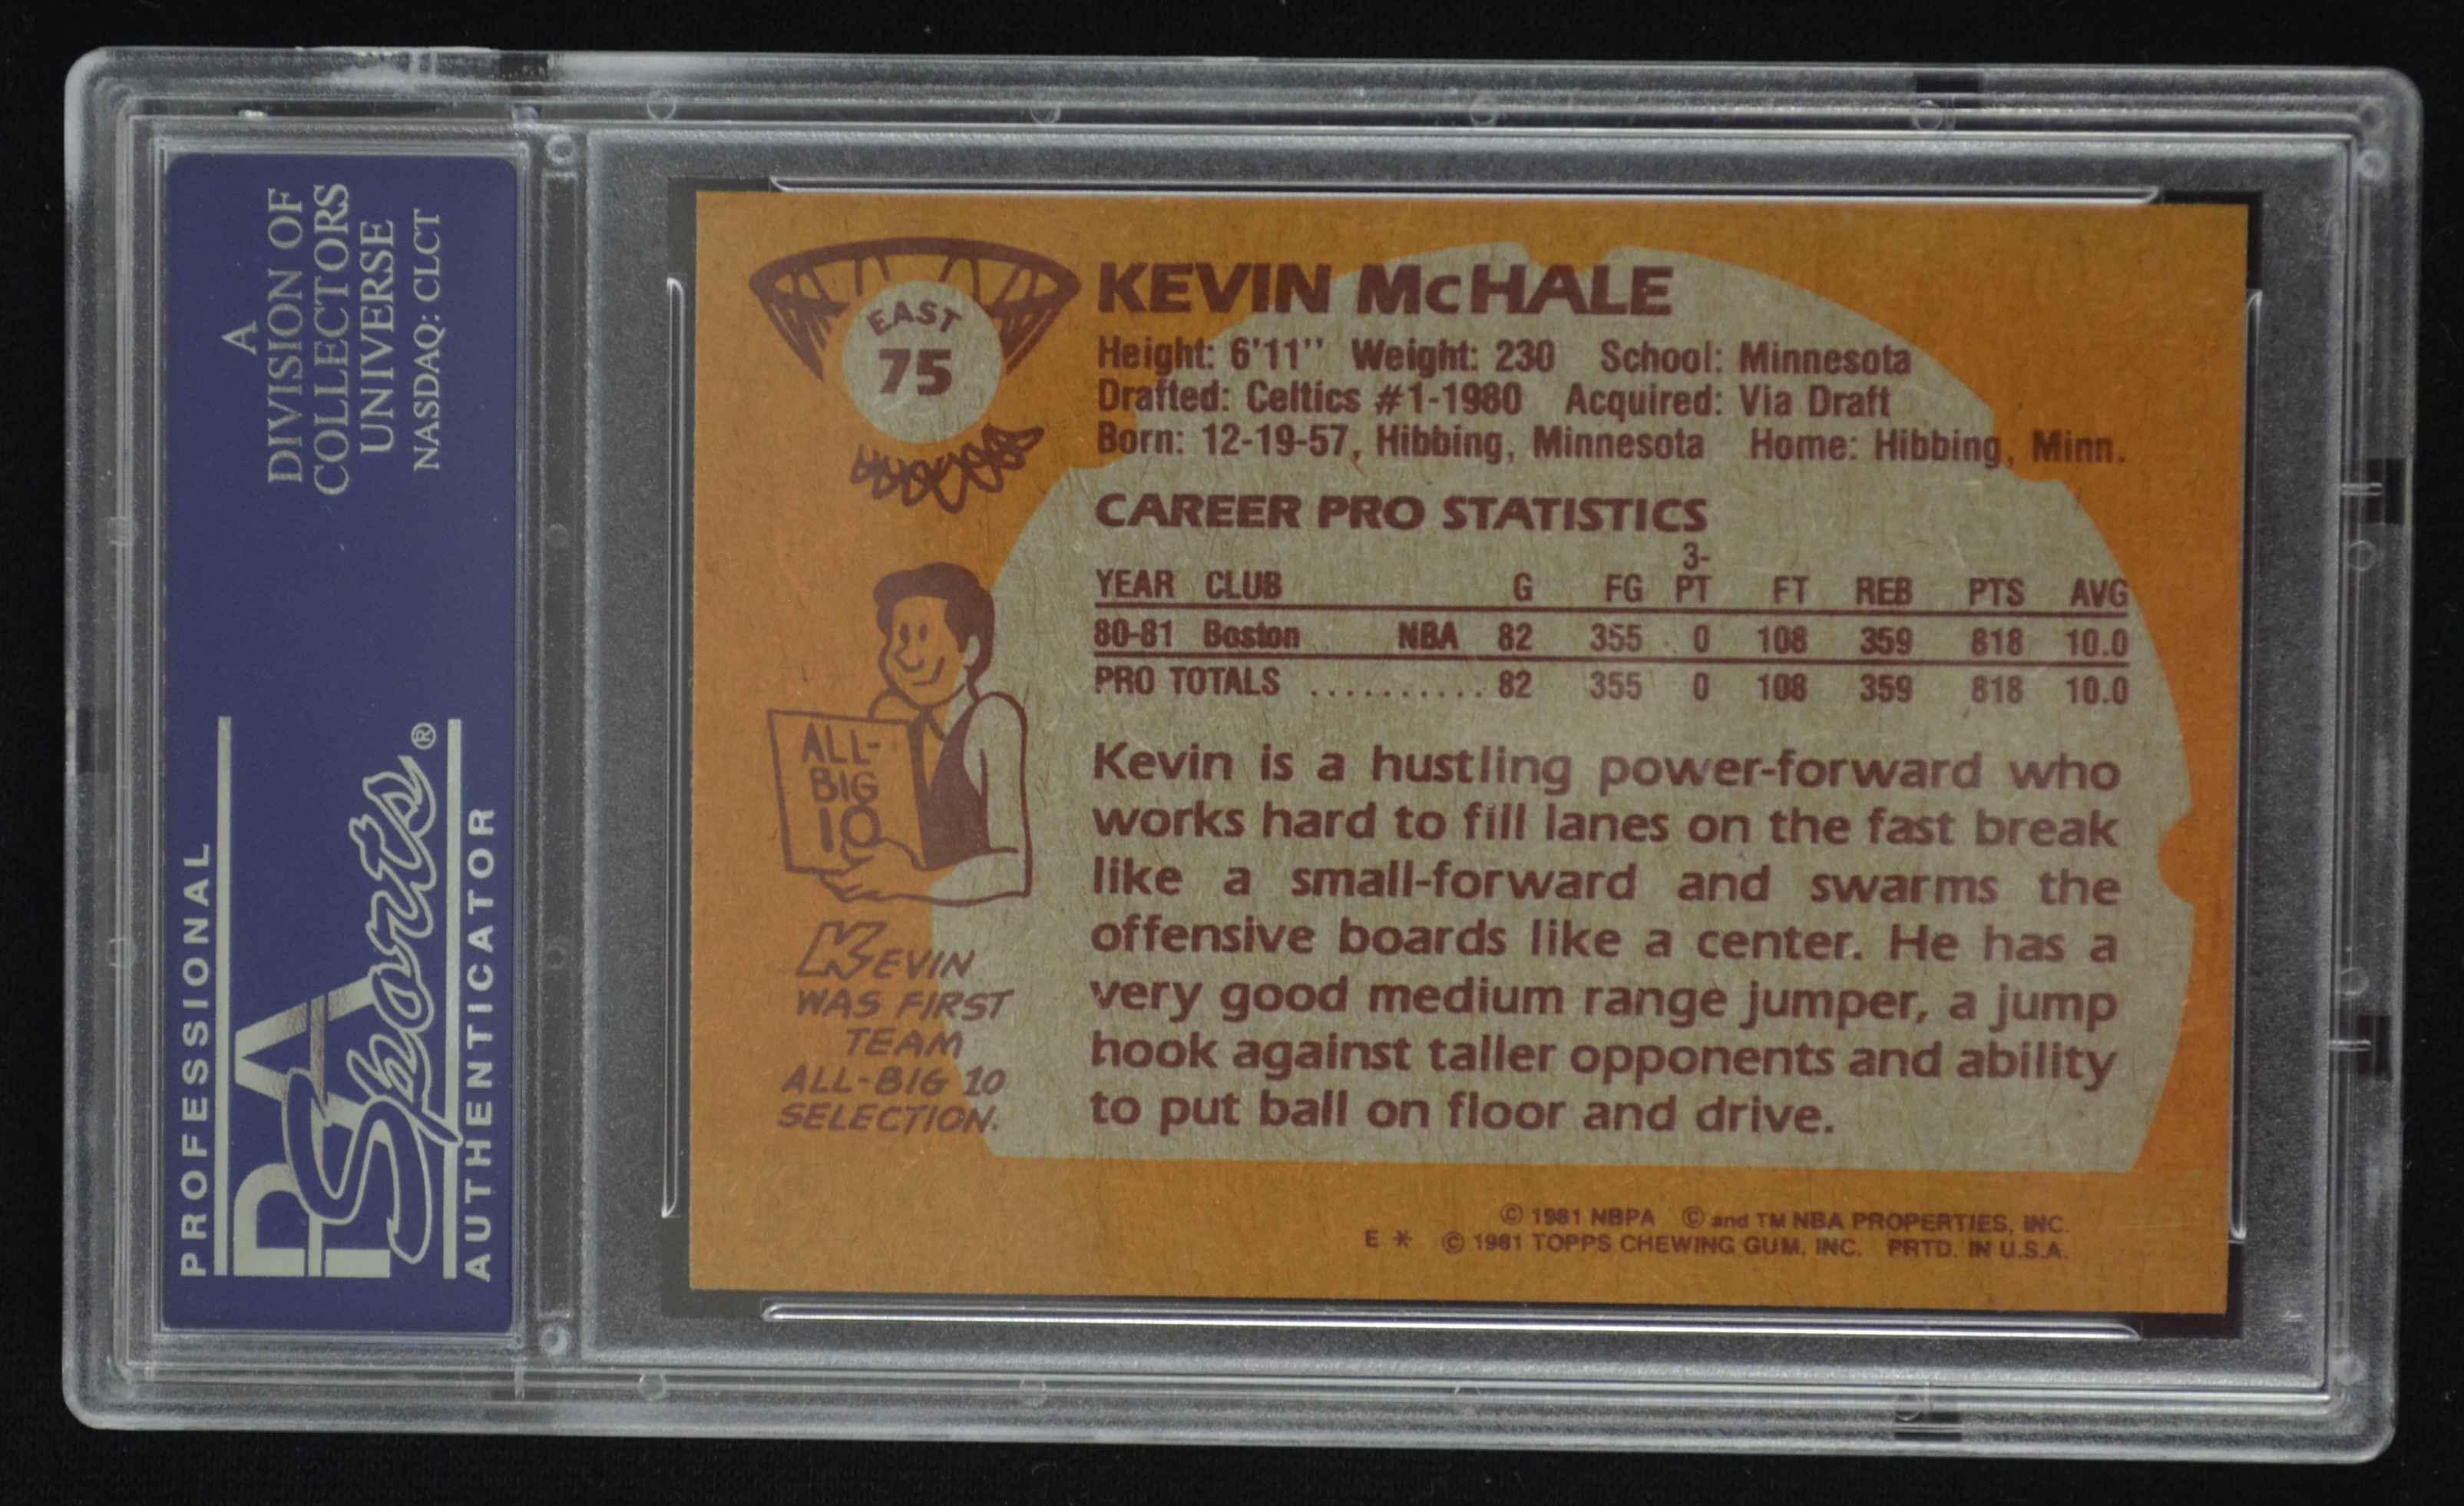 A
DIVISION OF
COLLECTORS
UNIVERSE
NASDAQ: CLCT
PROFESSIONAL
PSA
Sports®
AUTHENTICATOR
EAST
75
KEVIN McHALE
Height: 6'11" Weight: 230 School: Minnesota
Drafted: Celtics #1-1980 Acquired: Via Draft
Born: 12-19-57, Hibbing, Minnesota Home: Hibbing, Minn.
CAREER PRO STATISTICS
YEAR CLUB G FG 3-PT FT REB PTS AVG
80-81 Boston NBA 82 355 0 108 359 818 10.0
PRO TOTALS .......... 82 355 0 108 359 818 10.0
ALL-
BIG
10
KEVIN
WAS FIRST
TEAM
ALL-BIG 10
SELECTION.
Kevin is a hustling power-forward who
works hard to fill lanes on the fast break
like a small-forward and swarms the
offensive boards like a center. He has a
very good medium range jumper, a jump
hook against taller opponents and ability
to put ball on floor and drive.
© 1981 NBPA © and TM NBA PROPERTIES, INC.
E * © 1981 TOPPS CHEWING GUM, INC. PRTD. IN U.S.A.